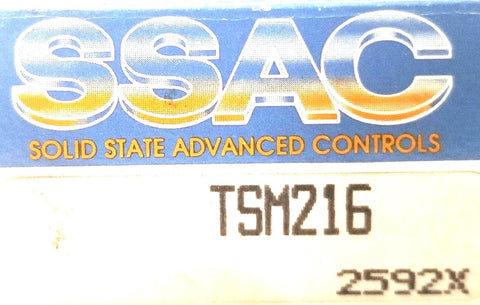 SSAC
SOLID STATE ADVANCED CONTROLS
TSM216
2592X